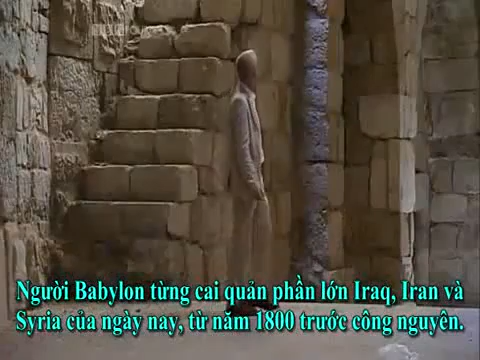 Người Babylon từng cai quản phần lớn Iraq, Iran và
Syria của ngày nay, từ năm 1800 trước công nguyên.